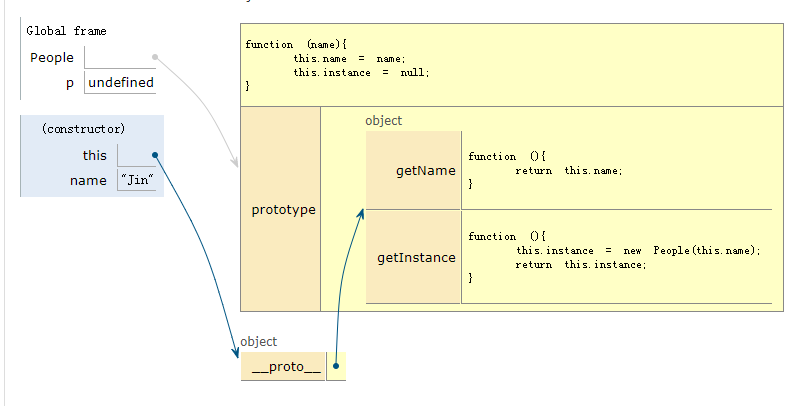 Global frame
People
p undefined
(constructor)
this
name "Jin"
function (name){
this.name = name;
this.instance = null;
}
prototype
object
getName
function (){
return this.name;
}
getInstance
function (){
this.instance = new People(this.name);
return this.instance;
}
object
__proto__